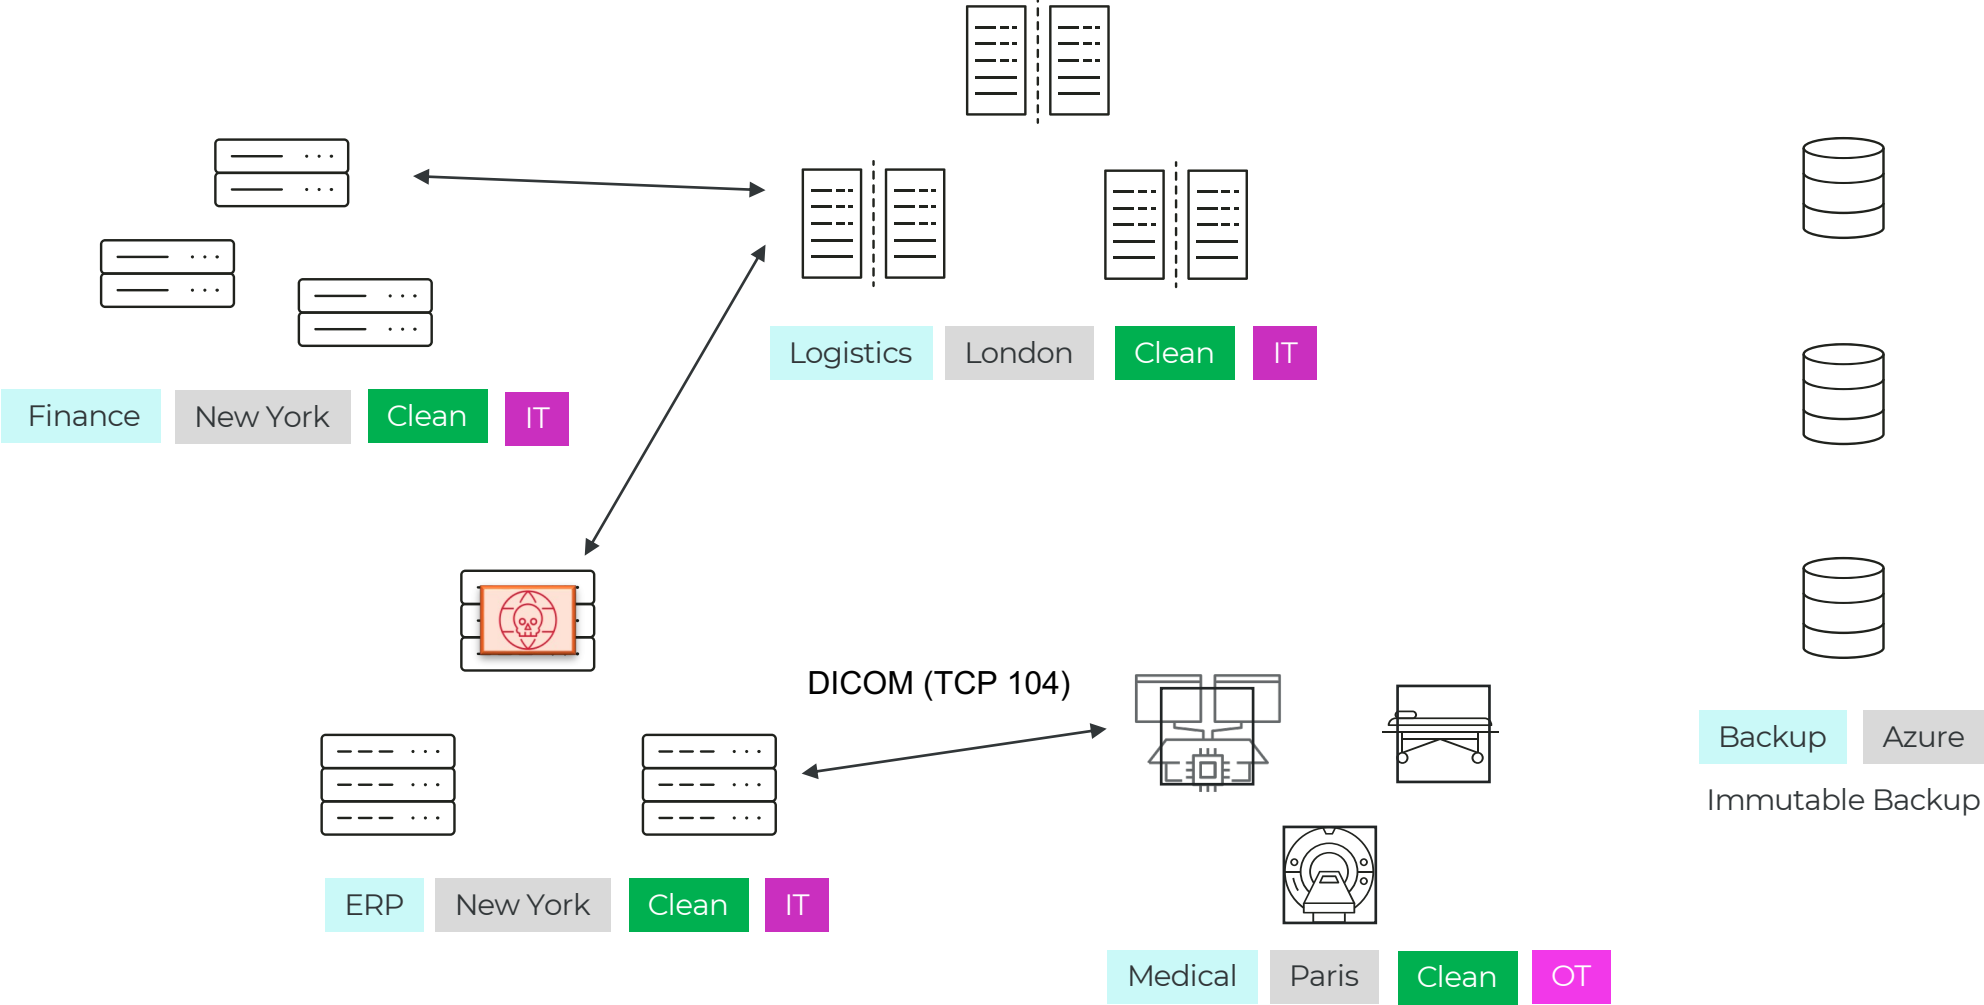 Logistics London Clean IT
Finance New York Clean IT
DICOM (TCP 104)
Backup Azure
Immutable Backup
ERP New York Clean IT
Medical Paris Clean OT